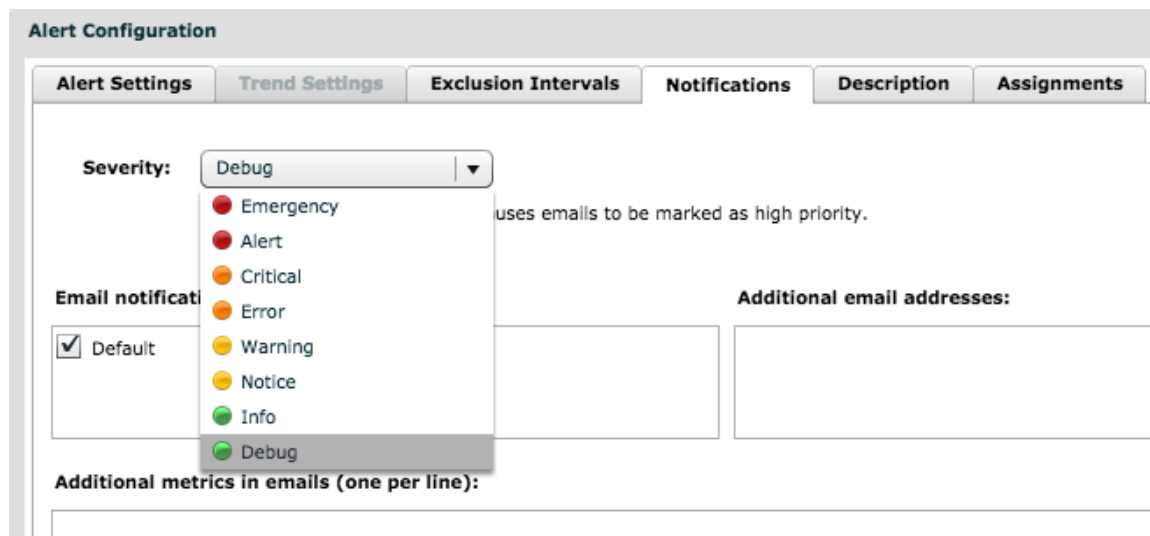 Alert Configuration
Alert Settings Trend Settings Exclusion Intervals Notifications Description Assignments
Severity: Debug
Emergency
uses emails to be marked as high priority.
Alert
Critical
Email notificati Additional email addresses:
Error
Default
Warning
Notice
Info
Debug
Additional metrics in emails (one per line):